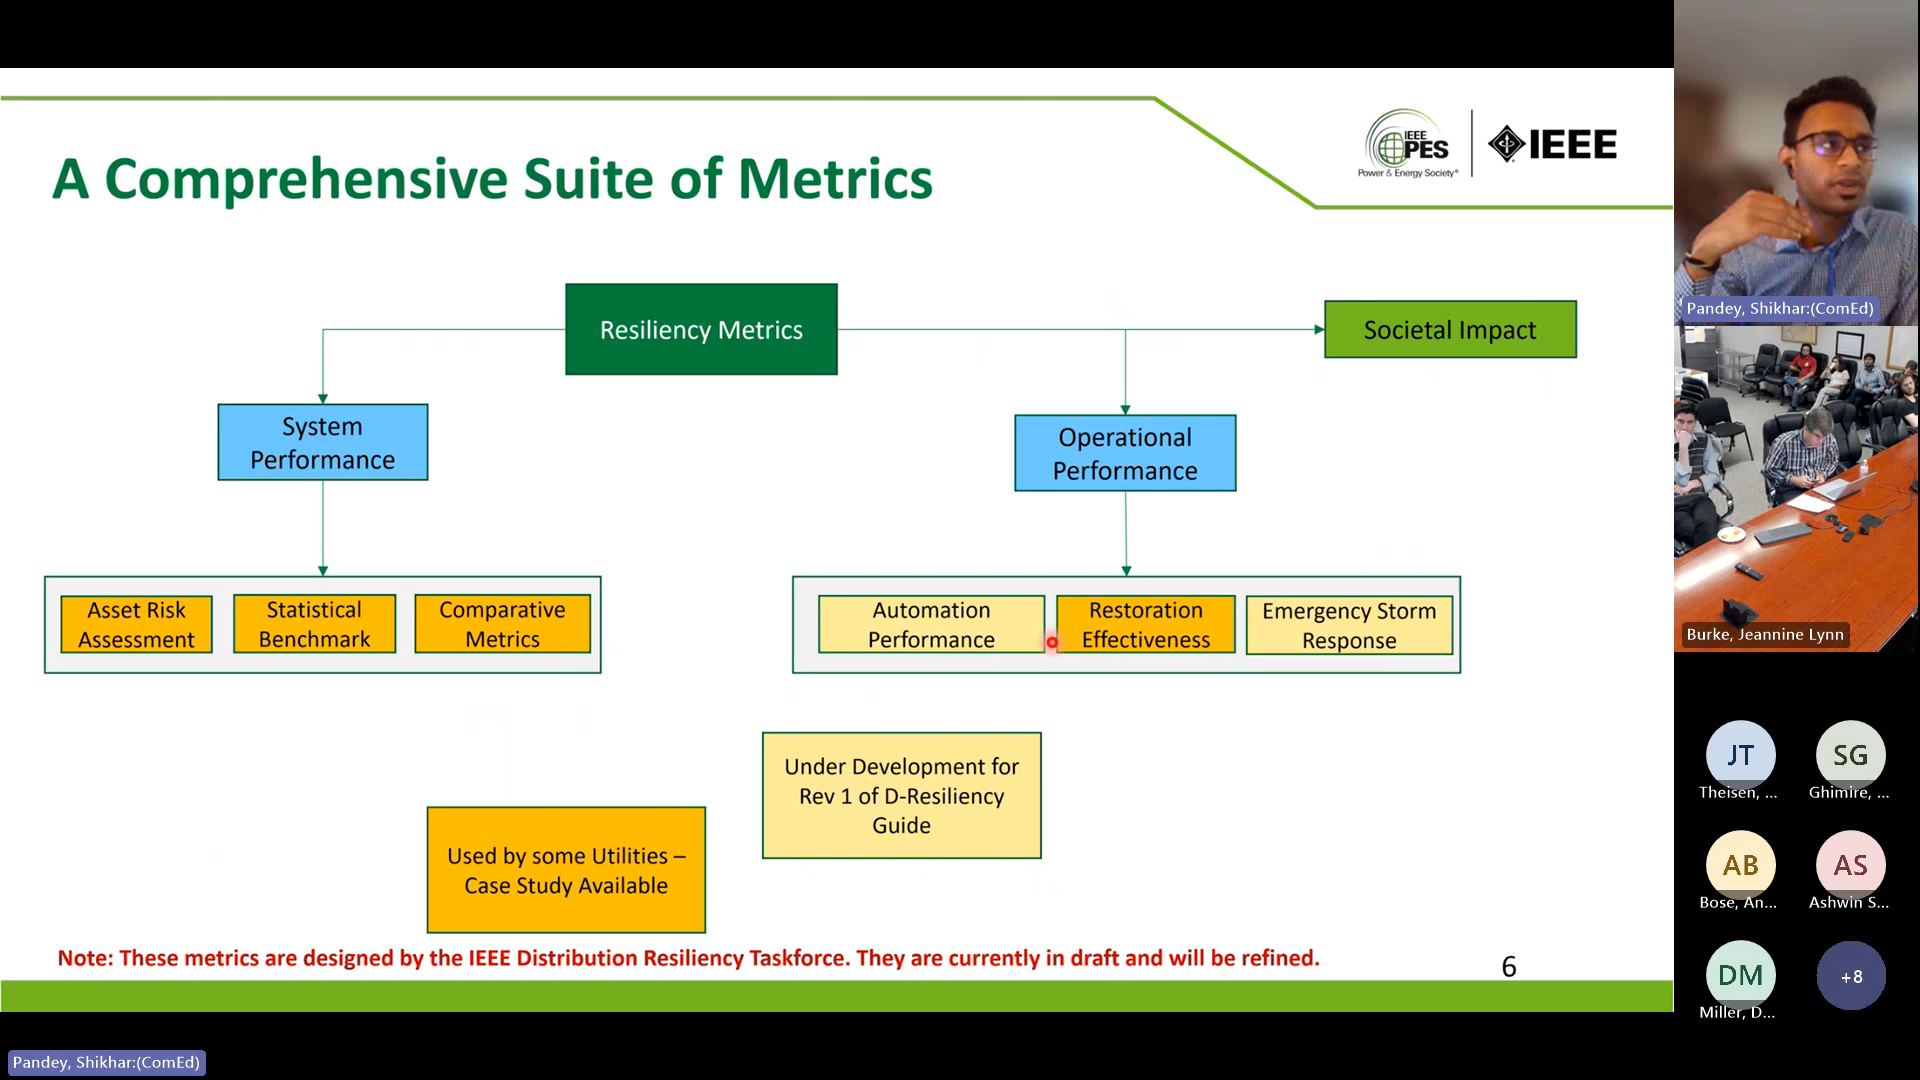 A Comprehensive Suite of Metrics
IEEE
PES
Power & Energy Society®
IEEE
Resiliency Metrics
Societal Impact
System
Performance
Operational
Performance
Asset Risk
Assessment
Statistical
Benchmark
Comparative
Metrics
Automation
Performance
Restoration
Effectiveness
Emergency Storm
Response
Under Development for
Rev 1 of D-Resiliency
Guide
Used by some Utilities –
Case Study Available
Note: These metrics are designed by the IEEE Distribution Resiliency Taskforce. They are currently in draft and will be refined.
6
Pandey, Shikhar:(ComEd)
Pandey, Shikhar:(ComEd)
Burke, Jeannine Lynn
JT
Theisen, ...
SG
Ghimire, ...
AB
Bose, An...
AS
Ashwin S...
DM
Miller, D...
+8